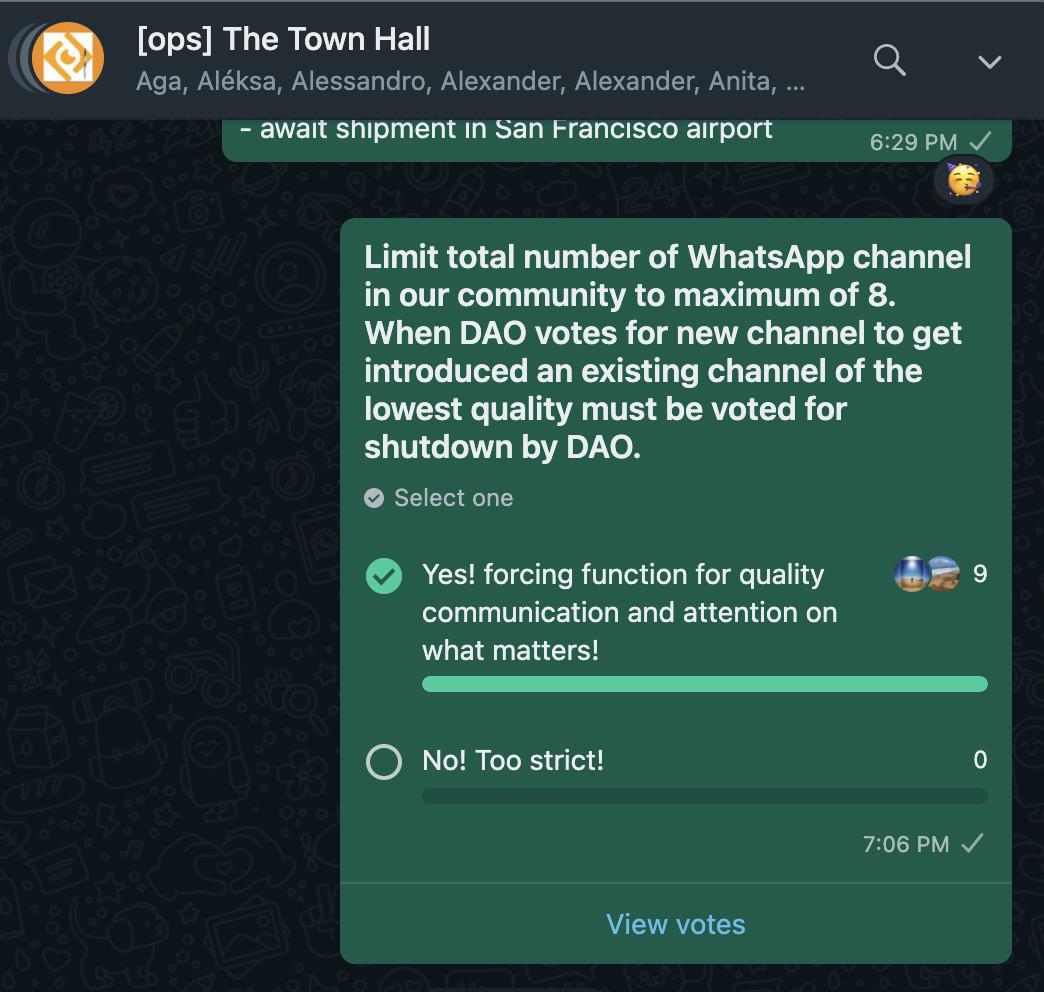 [ops] The Town Hall
Aga, Aléksa, Alessandro, Alexander, Alexander, Anita, ...
- await shipment in San Francisco airport
6:29 PM
Limit total number of WhatsApp channel
in our community to maximum of 8.
When DAO votes for new channel to get
introduced an existing channel of the
lowest quality must be voted for
shutdown by DAO.
Select one
Yes! forcing function for quality
communication and attention on
what matters!
9
No! Too strict!
0
7:06 PM
View votes